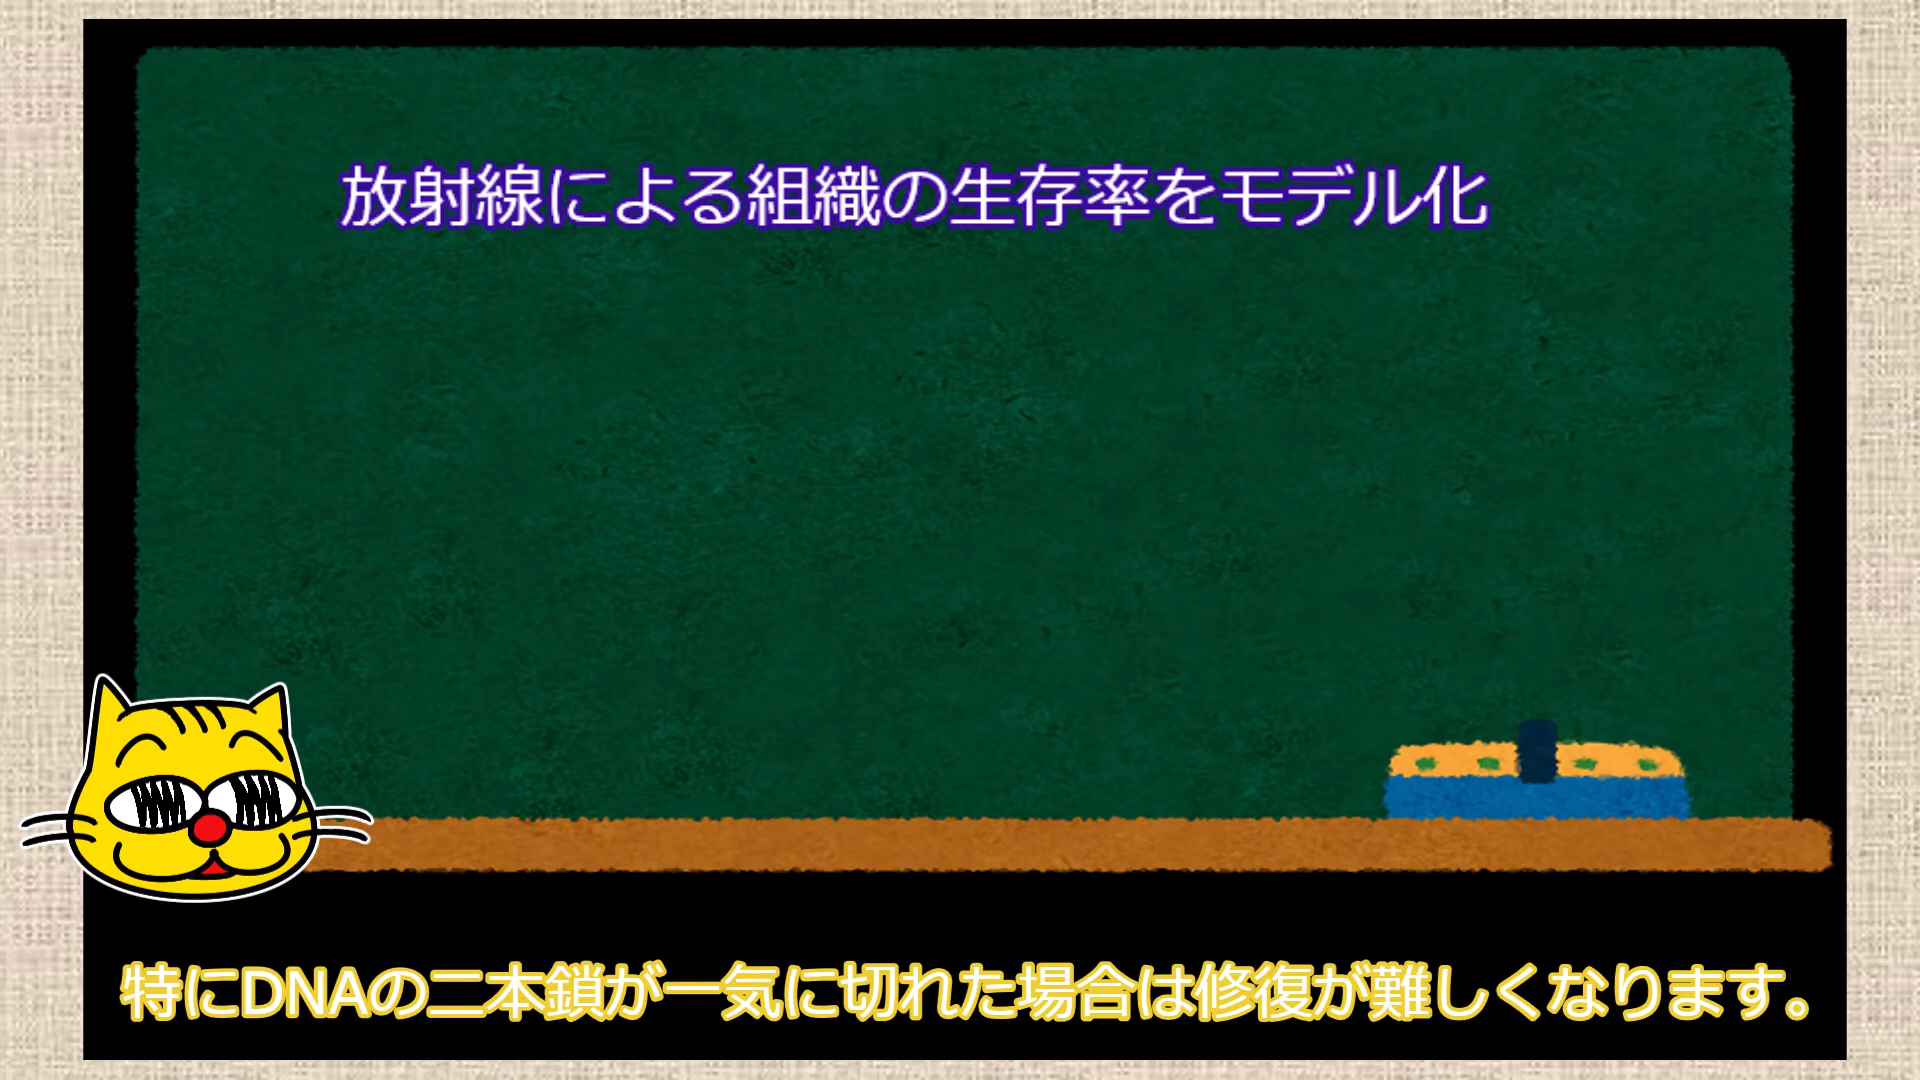 放射線による組織の生存率をモデル化
特にDNAの二本鎖が一気に切れた場合は修復が難しくなります。